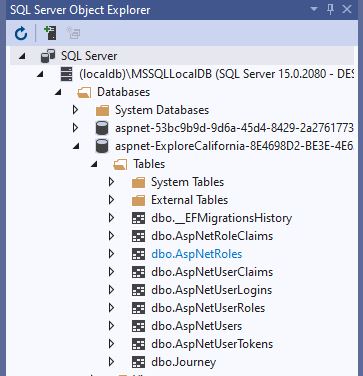 SQL Server Object Explorer
SQL Server
(localdb)\MSSQLLocalDB (SQL Server 15.0.2080 - DES
Databases
System Databases
aspnet-53bc9b9d-9d6a-45d4-8429-2a2761773
aspnet-ExploreCalifornia-8E4698D2-BE3E-4E6
Tables
System Tables
External Tables
dbo.__EFMigrationsHistory
dbo.AspNetRoleClaims
dbo.AspNetRoles
dbo.AspNetUserClaims
dbo.AspNetUserLogins
dbo.AspNetUserRoles
dbo.AspNetUsers
dbo.AspNetUserTokens
dbo.Journey